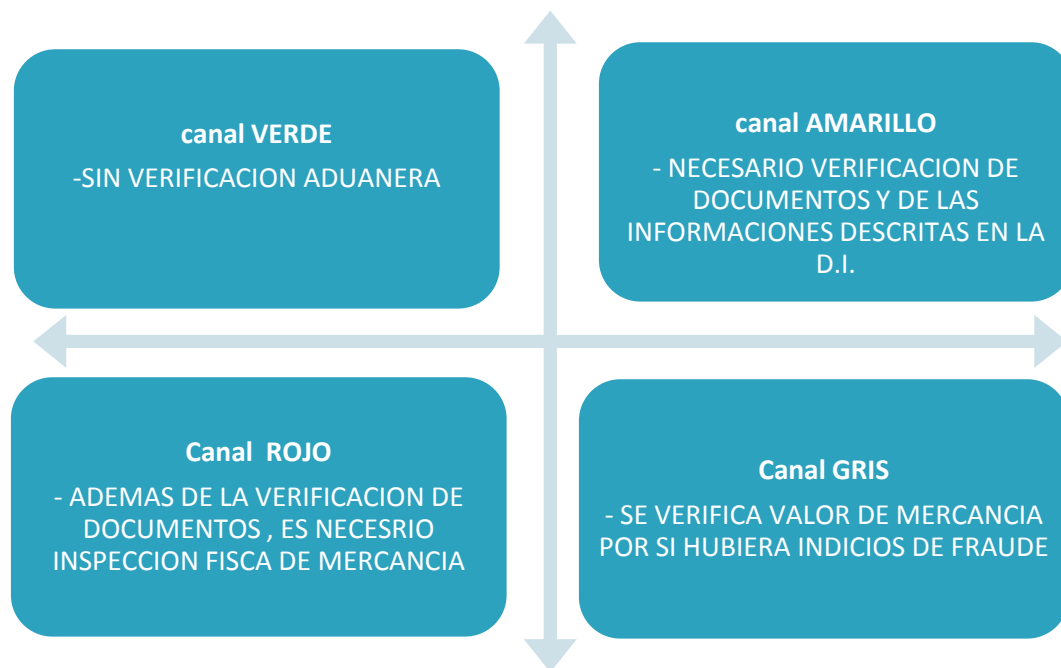 canal VERDE
-SIN VERIFICACION ADUANERA
canal AMARILLO
- NECESARIO VERIFICACION DE
DOCUMENTOS Y DE LAS
INFORMACIONES DESCRITAS EN LA
D.I.
Canal  ROJO
- ADEMAS DE LA VERIFICACION DE
DOCUMENTOS , ES NECESRIO
INSPECCION FISCA DE MERCANCIA
Canal GRIS
- SE VERIFICA VALOR DE MERCANCIA
POR SI HUBIERA INDICIOS DE FRAUDE